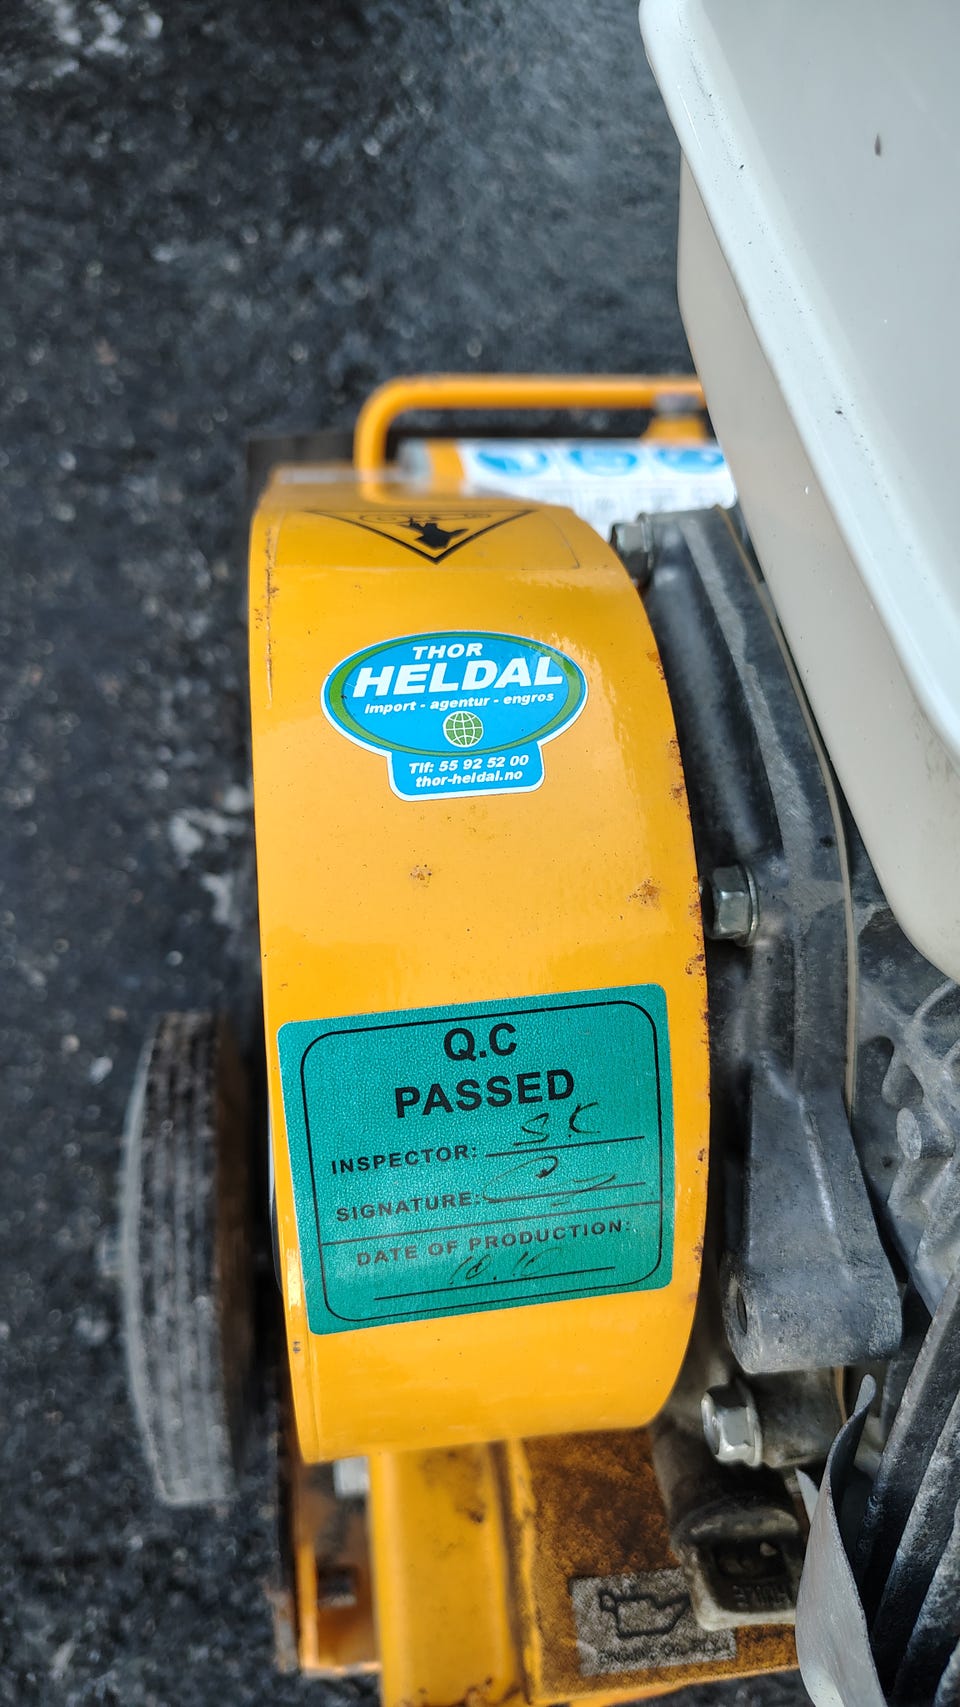 THOR
HELDAL
Import - agentur - engros
Tlf: 55 92 52 00
thor-heldal.no
Q.C
PASSED
INSPECTOR: S.K
SIGNATURE:
DATE OF PRODUCTION: